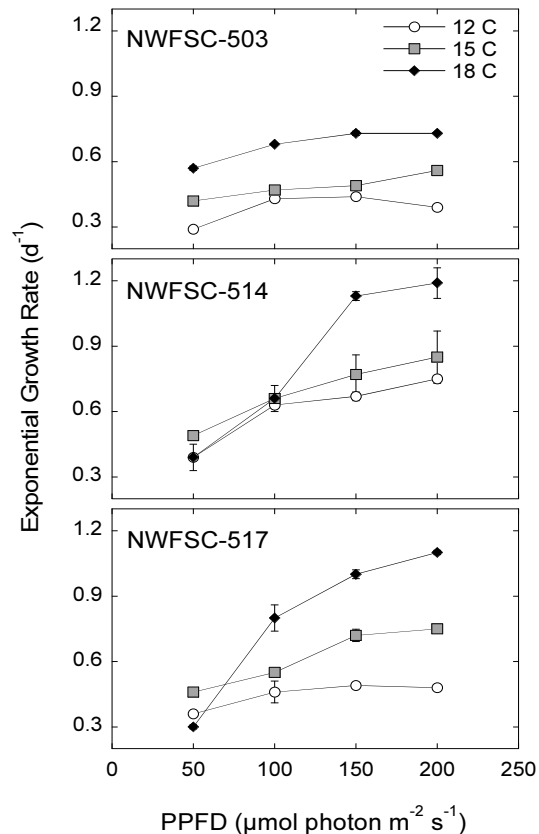 NWFSC-503
12 C
15 C
18 C
1.2
0.9
0.6
0.3
NWFSC-514
1.2
0.9
0.6
0.3
NWFSC-517
1.2
0.9
0.6
0.3
0 50 100 150 200 250
Exponential Growth Rate (d⁻¹)
PPFD (µmol photon m⁻² s⁻¹)